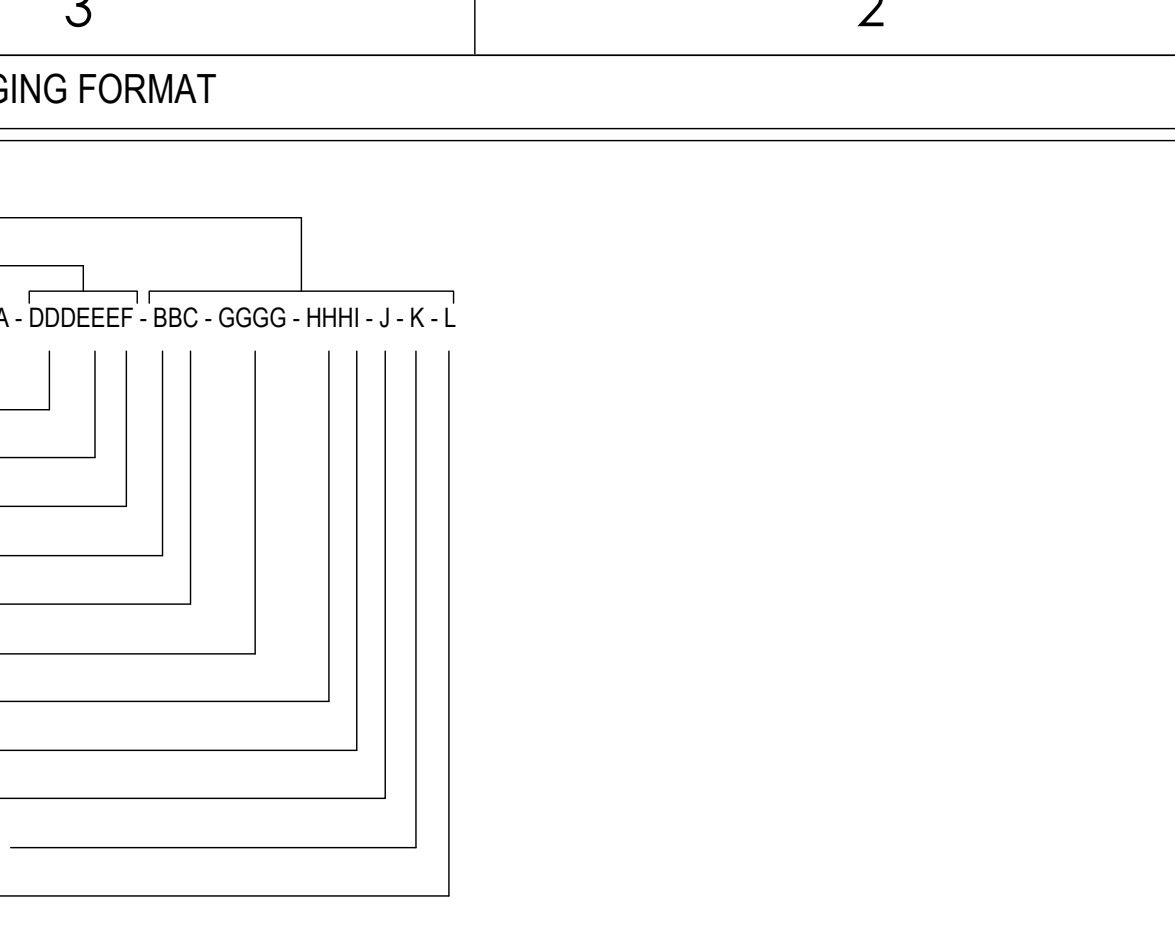 3 2
GING FORMAT
A - DDDEEEF - BBC - GGGG - HHHI - J - K - L